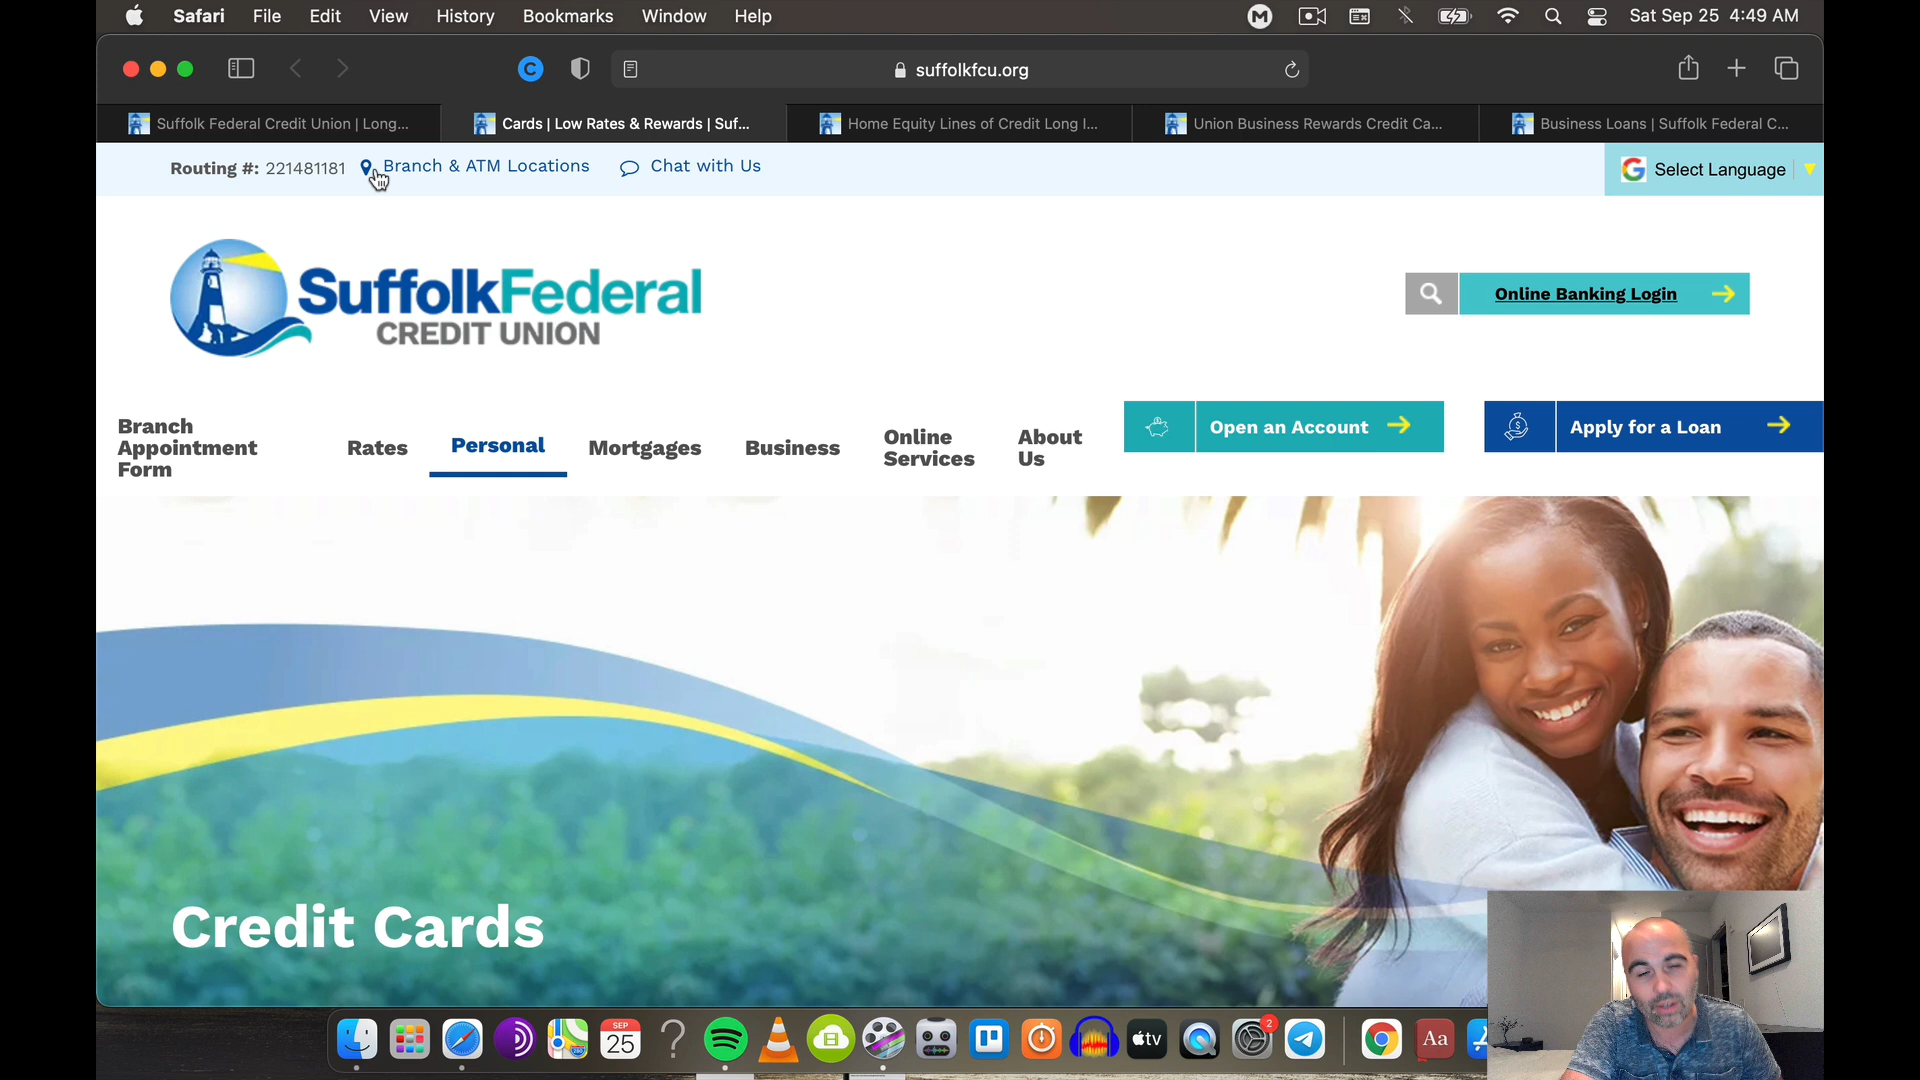 Safari File Edit View History Bookmarks Window Help Sat Sep 25 4:49 AM
suffolkfcu.org
Suffolk Federal Credit Union | Long... Cards | Low Rates & Rewards | Suf... Home Equity Lines of Credit Long I... Union Business Rewards Credit Ca... Business Loans | Suffolk Federal C...
Routing #: 221481181 Branch & ATM Locations Chat with Us Select Language
SuffolkFederal
CREDIT UNION
Online Banking Login
Branch
Appointment
Form
Rates Personal Mortgages Business
Online
Services
About
Us
Open an Account Apply for a Loan
Credit Cards
SEP
25
tv
2
Aa